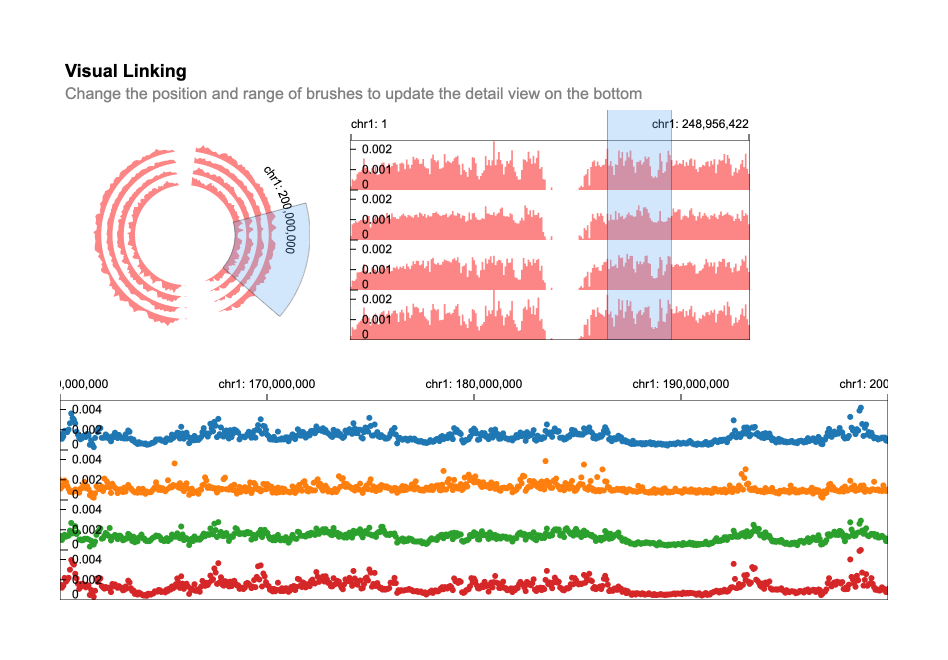 Visual Linking
Change the position and range of brushes to update the detail view on the bottom
chr1: 1
chr1: 248,956,422
chr1: 200,000,000
0.002
0.001
0
0.002
0.001
0
0.002
0.001
0
0.002
0.001
0
0,000,000
chr1: 170,000,000
chr1: 180,000,000
chr1: 190,000,000
chr1: 200
0.004
0.002
0
0.004
0.002
0
0.004
0.002
0
0.004
0.002
0